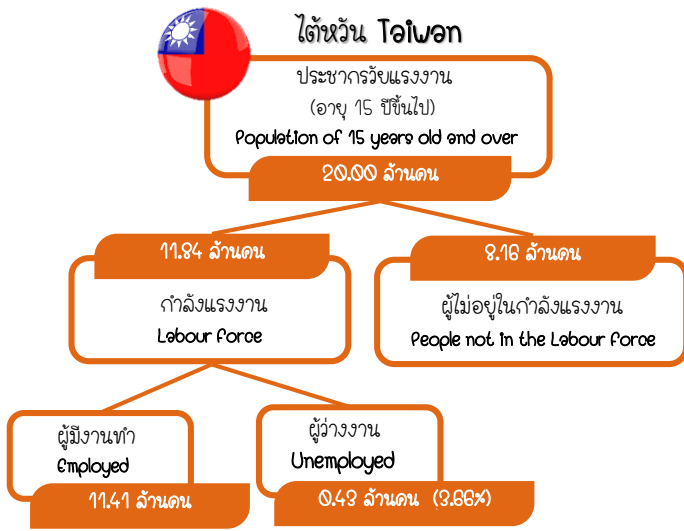 ไต้หวัน Taiwan
ประชากรวัยแรงงาน
(อายุ 15 ปีขึ้นไป)
Population of 15 years old and over
20.00 ล้านคน
11.84 ล้านคน
กำลังแรงงาน
Labour Force
8.16 ล้านคน
ผู้ไม่อยู่ในกำลังแรงงาน
People not in the Labour Force
ผู้มีงานทำ
Employed
11.41 ล้านคน
ผู้ว่างงาน
Unemployed
0.43 ล้านคน (3.66%)